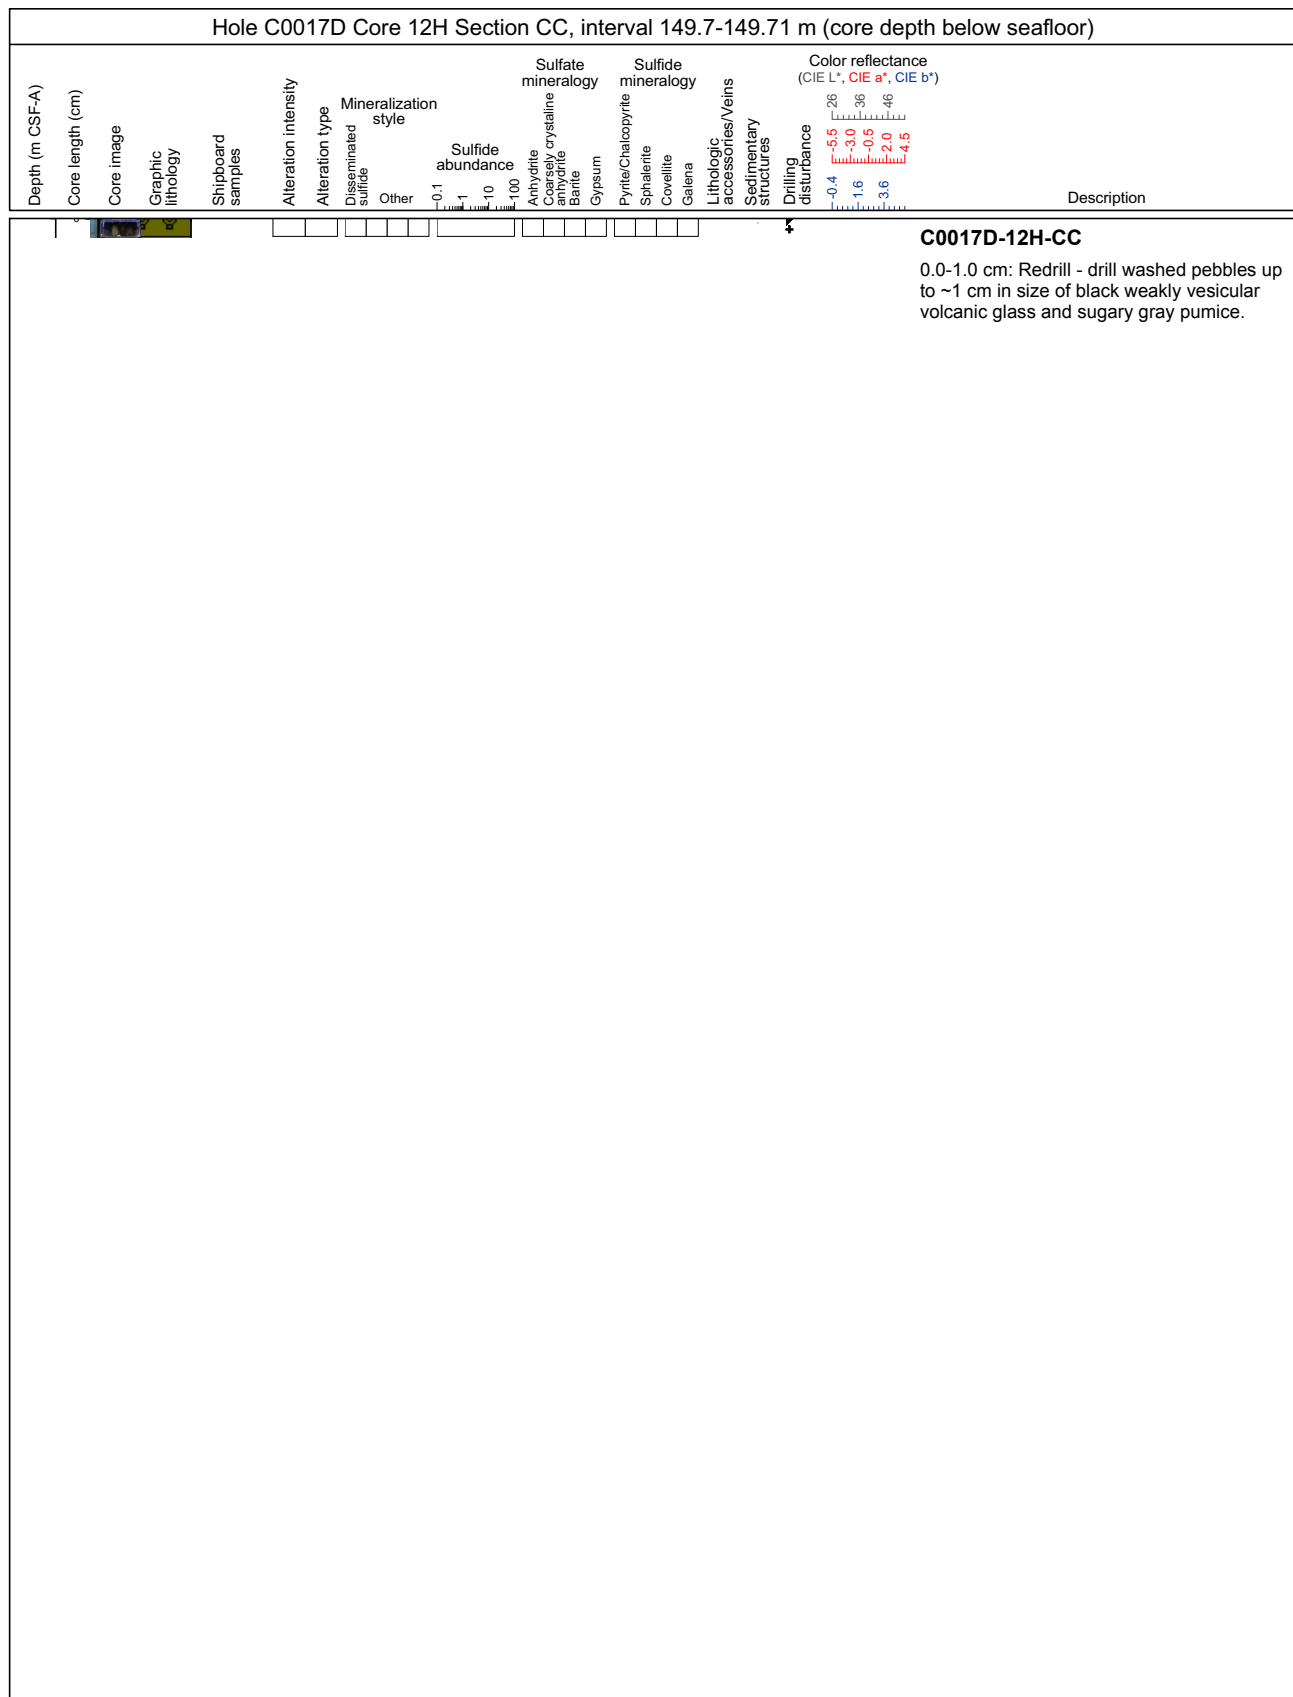 Hole C0017D Core 12H Section CC, interval 149.7-149.71 m (core depth below seafloor)
Depth (m CSF-A)
Core length (cm)
Core image
Graphic
lithology
Shipboard
samples
Alteration intensity
Alteration type
Mineralization
style
Disseminated
sulfide
Other
Sulfide
abundance
0.1
1
10
100
Sulfate
mineralogy
Anhydrite
Coarsely crystaline
anhydrite
Barite
Gypsum
Sulfide
mineralogy
Pyrite/Chalcopyrite
Sphalerite
Covellite
Galena
Lithologic
accessories/Veins
Sedimentary
structures
Drilling
disturbance
Color reflectance
(CIE L*, CIE a*, CIE b*)
26
36
46
-5.5
-3.0
-0.5
2.0
4.5
-0.4
1.6
3.6
Description
C0017D-12H-CC
0.0-1.0 cm: Redrill - drill washed pebbles up
to ~1 cm in size of black weakly vesicular
volcanic glass and sugary gray pumice.